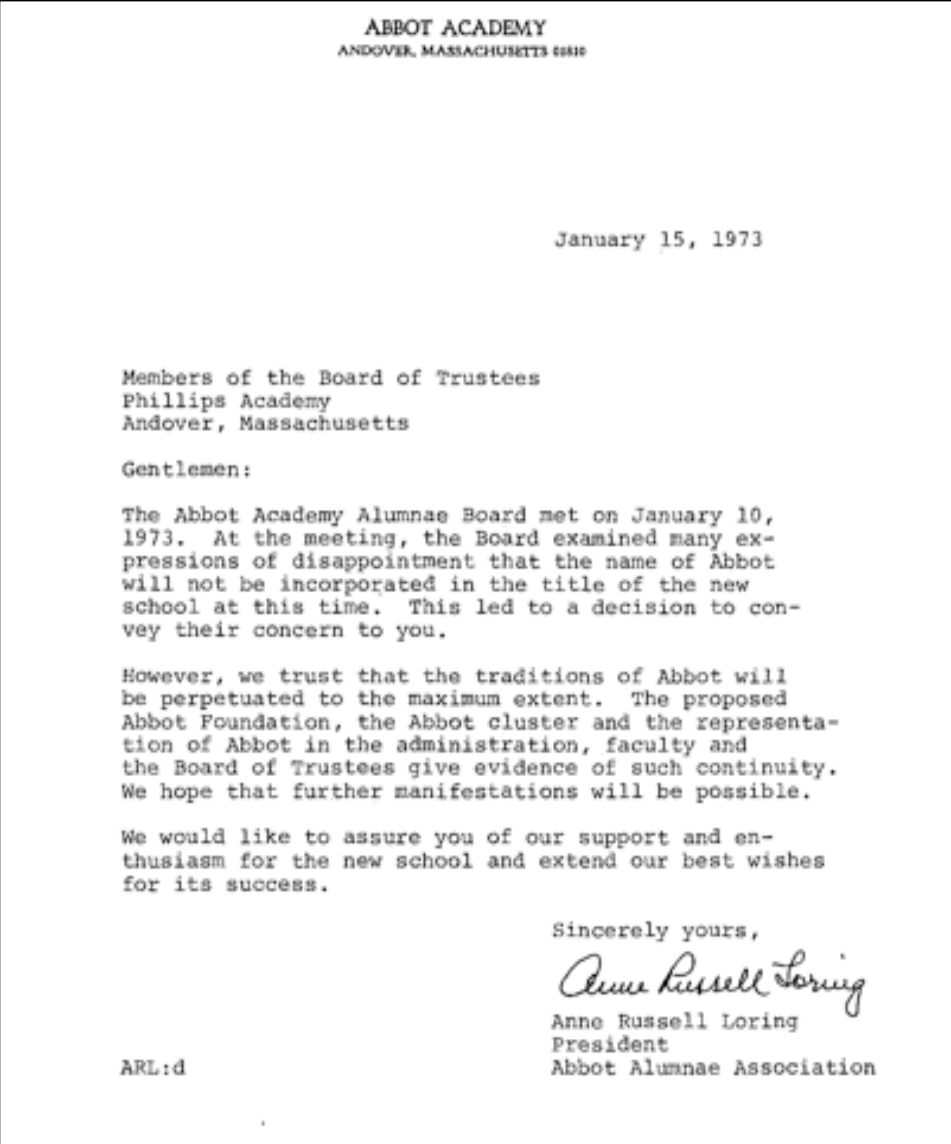 ABBOT ACADEMY
ANDOVER, MASSACHUSETTS 01810
January 15, 1973
Members of the Board of Trustees
Phillips Academy
Andover, Massachusetts
Gentlemen:
The Abbot Academy Alumnae Board met on January 10,
1973. At the meeting, the Board examined many ex-
pressions of disappointment that the name of Abbot
will not be incorporated in the title of the new
school at this time. This led to a decision to con-
vey their concern to you.
However, we trust that the traditions of Abbot will
be perpetuated to the maximum extent. The proposed
Abbot Foundation, the Abbot cluster and the representa-
tion of Abbot in the administration, faculty and
the Board of Trustees give evidence of such continuity.
We hope that further manifestations will be possible.
We would like to assure you of our support and en-
thusiasm for the new school and extend our best wishes
for its success.
Sincerely yours,
Anne Russell Loring
Anne Russell Loring
President
ARL:d Abbot Alumnae Association